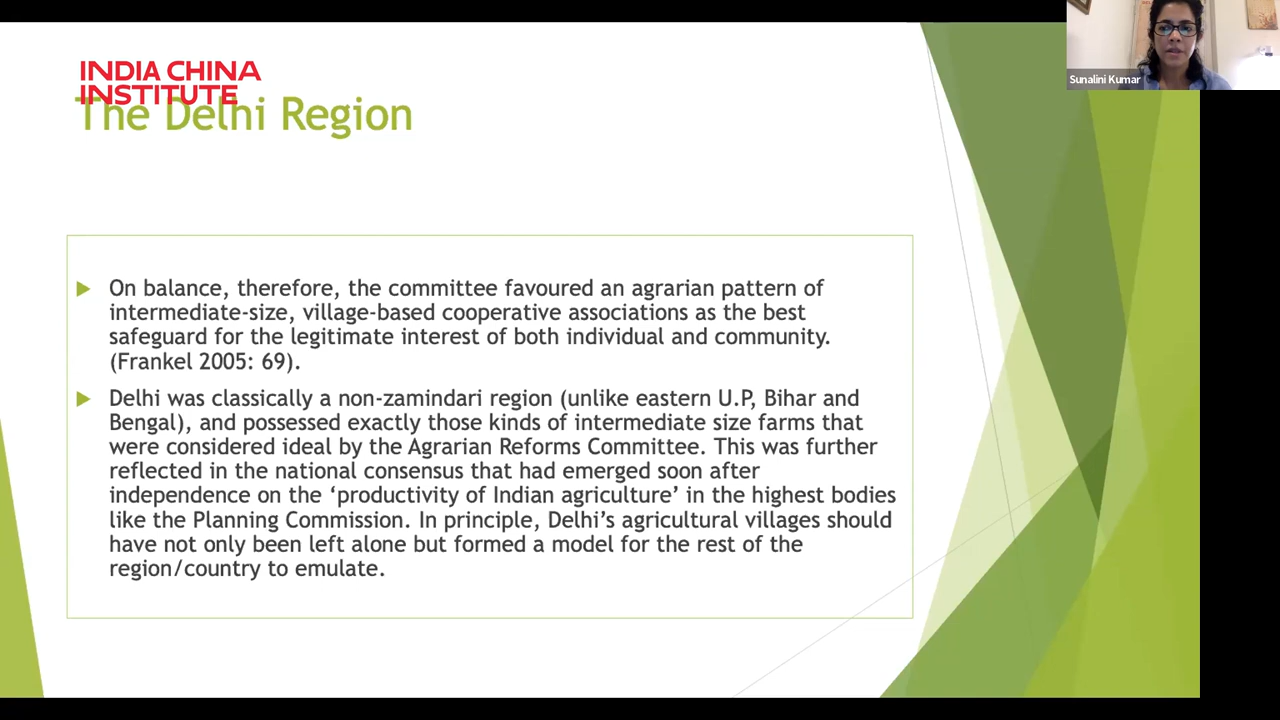 INDIA CHINA
INSTITUTE
The Delhi Region
Sunalini Kumar
On balance, therefore, the committee favoured an agrarian pattern of
intermediate-size, village-based cooperative associations as the best
safeguard for the legitimate interest of both individual and community.
(Frankel 2005: 69).
Delhi was classically a non-zamindari region (unlike eastern U.P, Bihar and
Bengal), and possessed exactly those kinds of intermediate size farms that
were considered ideal by the Agrarian Reforms Committee. This was further
reflected in the national consensus that had emerged soon after
independence on the ‘productivity of Indian agriculture’ in the highest bodies
like the Planning Commission. In principle, Delhi’s agricultural villages should
have not only been left alone but formed a model for the rest of the
region/country to emulate.